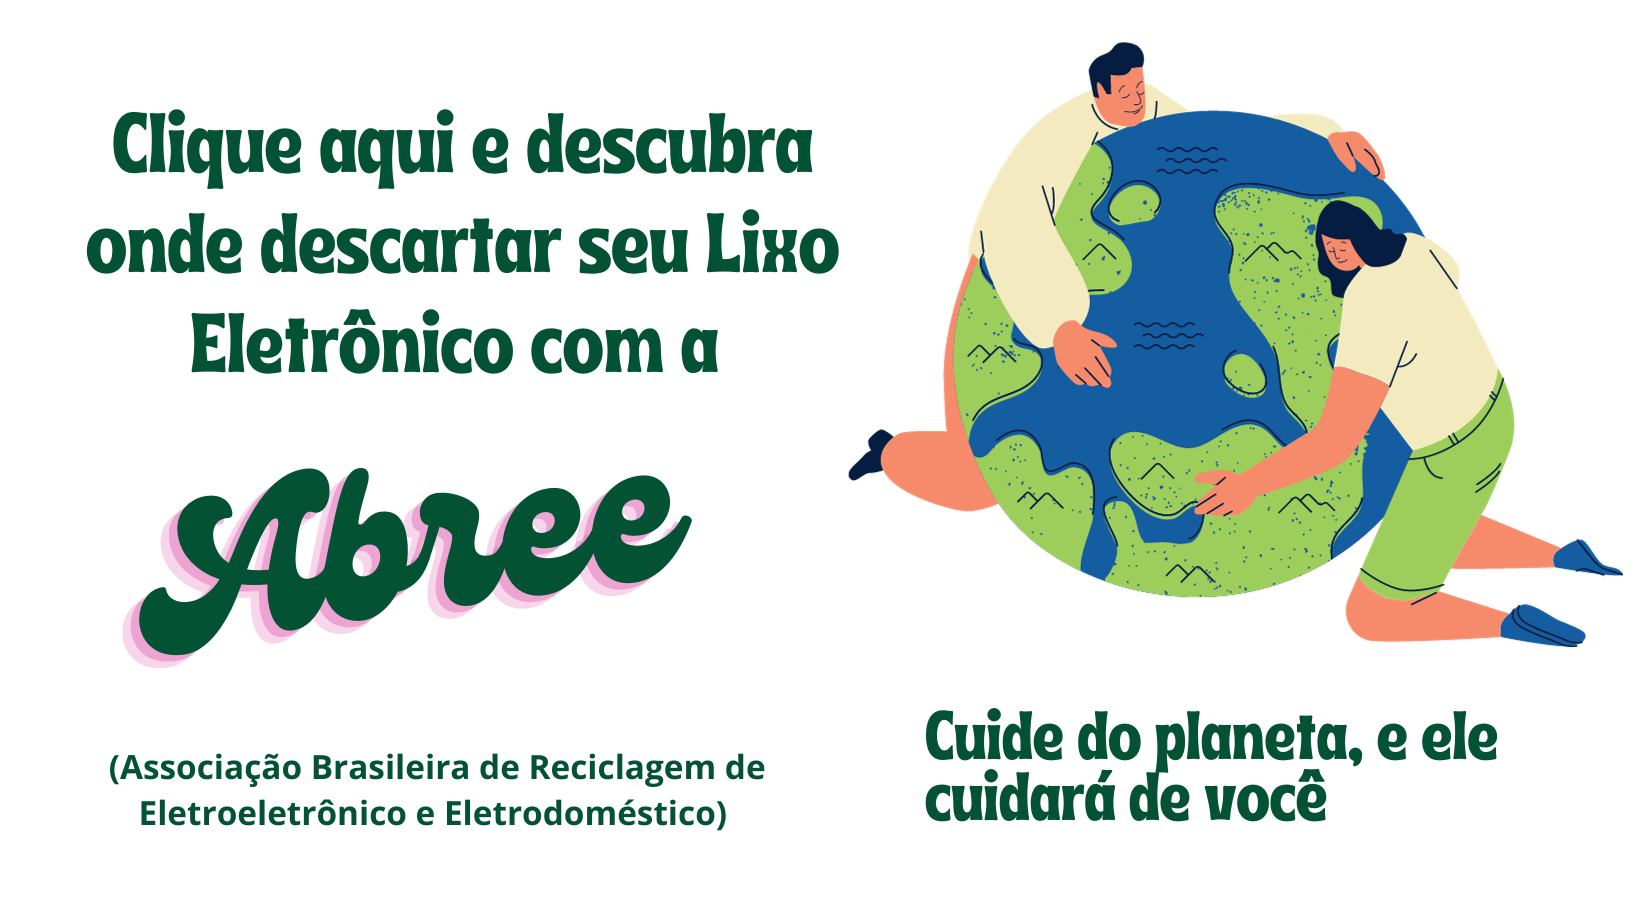 Clique aqui e descubra
onde descartar seu Lixo
Eletrônico com a
Abree
(Associação Brasileira de Reciclagem de
Eletroeletrônico e Eletrodoméstico)
Cuide do planeta, e ele
cuidará de você